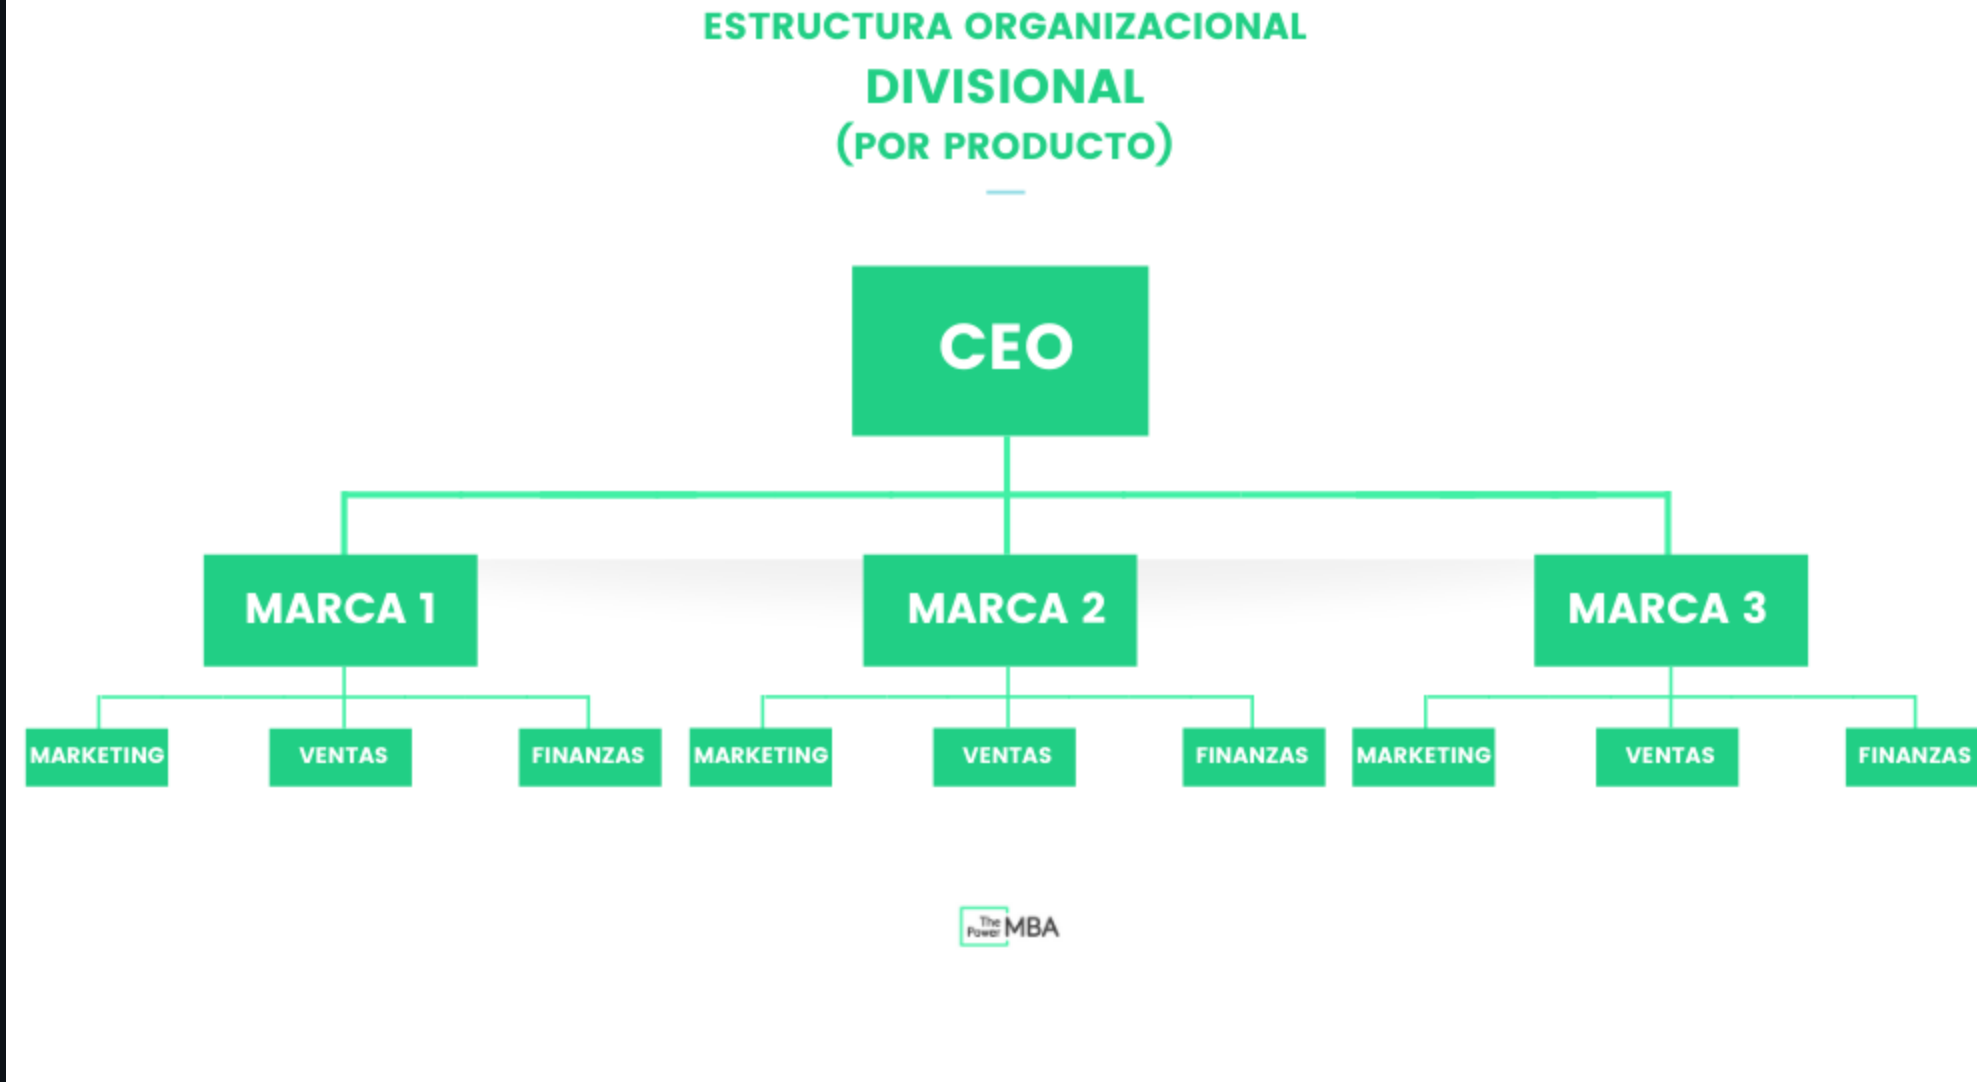 ESTRUCTURA ORGANIZACIONAL
DIVISIONAL
(POR PRODUCTO)
CEO
MARCA 1
MARCA 2
MARCA 3
MARKETING
VENTAS
FINANZAS
MARKETING
VENTAS
FINANZAS
MARKETING
VENTAS
FINANZAS
The
Power MBA